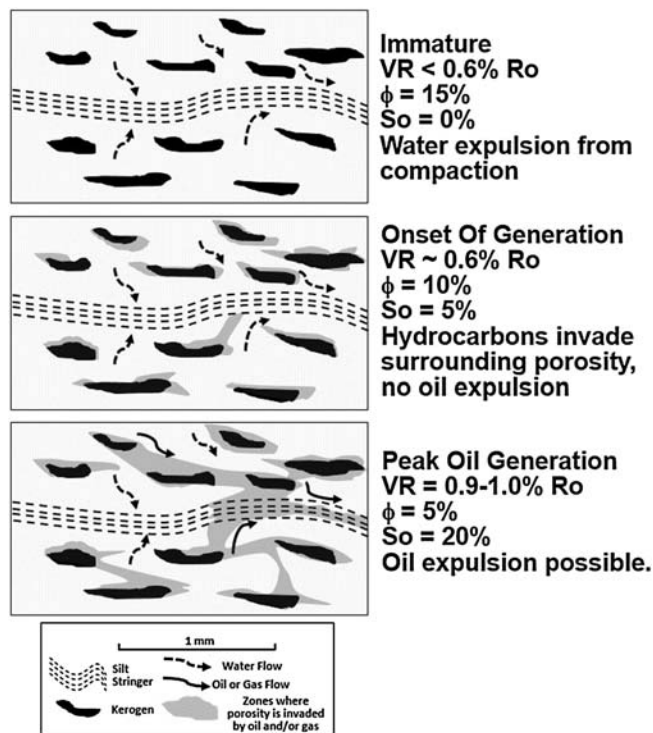 Immature
VR < 0.6% Ro
ϕ = 15%
So = 0%
Water expulsion from
compaction
Onset Of Generation
VR ~ 0.6% Ro
ϕ = 10%
So = 5%
Hydrocarbons invade
surrounding porosity,
no oil expulsion
Peak Oil Generation
VR = 0.9-1.0% Ro
ϕ = 5%
So = 20%
Oil expulsion possible.
1 mm
Silt
Stringer
Water Flow
Oil or Gas Flow
Kerogen
Zones where
porosity is invaded
by oil and/or gas